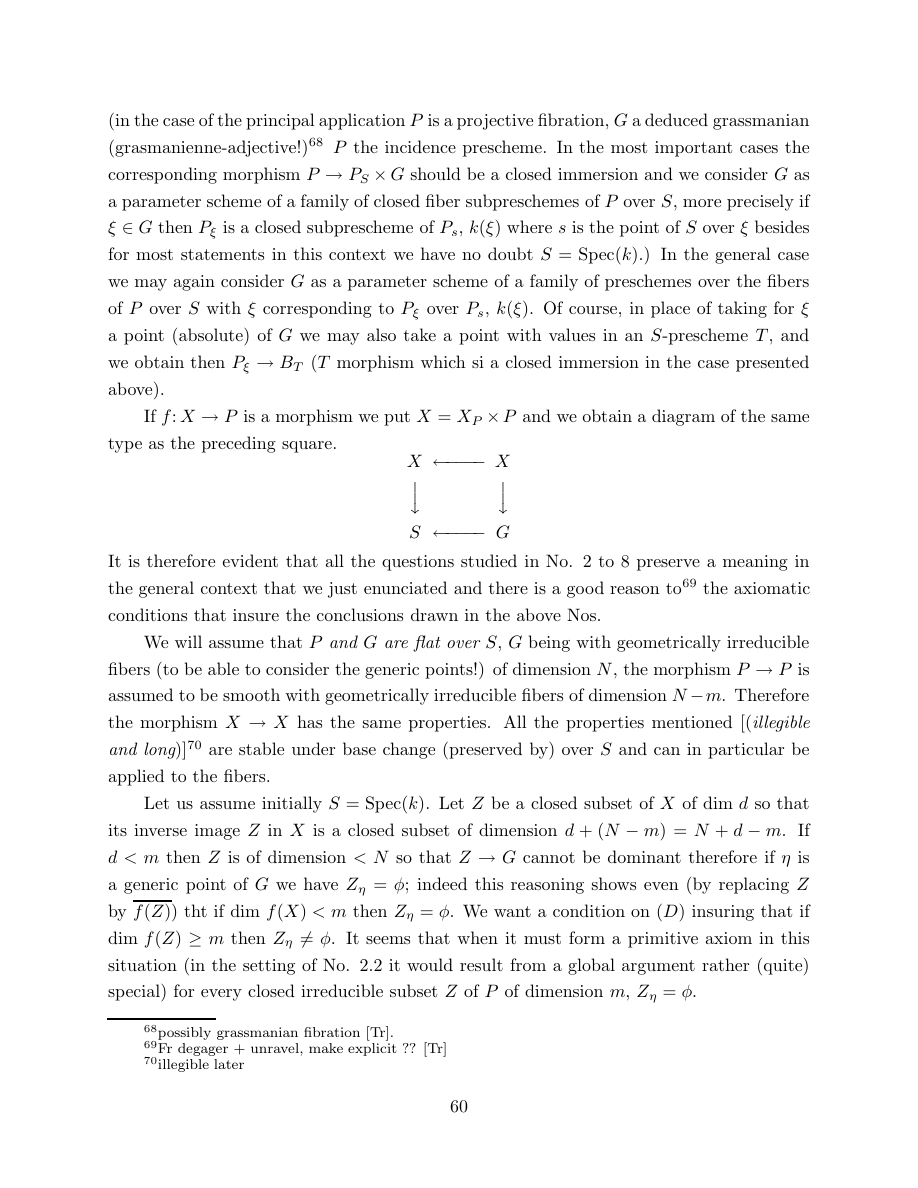 (in the case of the principal application P is a projective fibration, G a deduced grassmanian
(grasmanienne-adjective!)⁶⁸ P the incidence prescheme. In the most important cases the
corresponding morphism P → P_S × G should be a closed immersion and we consider G as
a parameter scheme of a family of closed fiber subpreschemes of P over S, more precisely if
ξ ∈ G then P_ξ is a closed subprescheme of P_s, k(ξ) where s is the point of S over ξ besides
for most statements in this context we have no doubt S = Spec(k).) In the general case
we may again consider G as a parameter scheme of a family of preschemes over the fibers
of P over S with ξ corresponding to P_ξ over P_s, k(ξ). Of course, in place of taking for ξ
a point (absolute) of G we may also take a point with values in an S-prescheme T, and
we obtain then P_ξ → B_T (T morphism which si a closed immersion in the case presented
above).
If f: X → P is a morphism we put X = X_P × P and we obtain a diagram of the same
type as the preceding square.
X ← X
↓ ↓
S ← G
It is therefore evident that all the questions studied in No. 2 to 8 preserve a meaning in
the general context that we just enunciated and there is a good reason to⁶⁹ the axiomatic
conditions that insure the conclusions drawn in the above Nos.
We will assume that P and G are flat over S, G being with geometrically irreducible
fibers (to be able to consider the generic points!) of dimension N, the morphism P → P is
assumed to be smooth with geometrically irreducible fibers of dimension N − m. Therefore
the morphism X → X has the same properties. All the properties mentioned [(illegible
and long)]⁷⁰ are stable under base change (preserved by) over S and can in particular be
applied to the fibers.
Let us assume initially S = Spec(k). Let Z be a closed subset of X of dim d so that
its inverse image Z in X is a closed subset of dimension d + (N − m) = N + d − m. If
d < m then Z is of dimension < N so that Z → G cannot be dominant therefore if η is
a generic point of G we have Z_η = ϕ; indeed this reasoning shows even (by replacing Z
by \overline{f(Z)}) tht if dim f(X) < m then Z_η = ϕ. We want a condition on (D) insuring that if
dim f(Z) ≥ m then Z_η ≠ ϕ. It seems that when it must form a primitive axiom in this
situation (in the setting of No. 2.2 it would result from a global argument rather (quite)
special) for every closed irreducible subset Z of P of dimension m, Z_η = ϕ.
⁶⁸possibly grassmanian fibration [Tr].
⁶⁹Fr degager + unravel, make explicit ?? [Tr]
⁷⁰illegible later
60